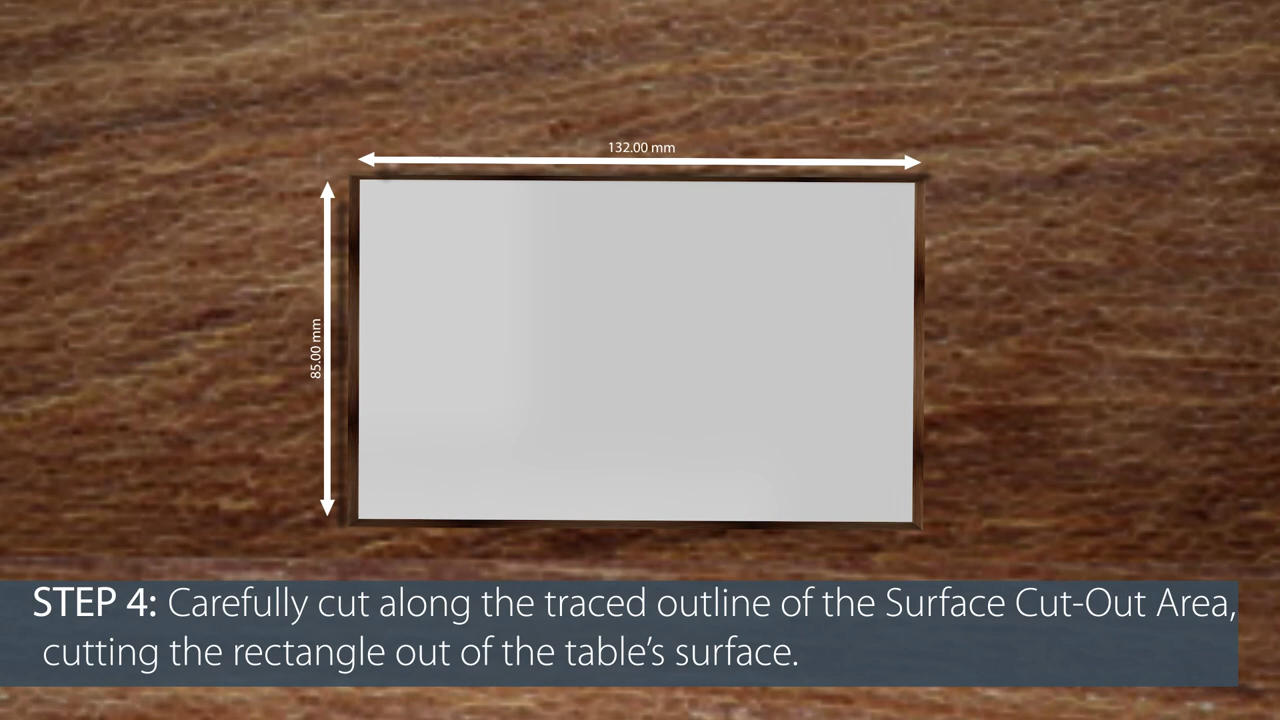 132.00 mm
85.00 mm
STEP 4: Carefully cut along the traced outline of the Surface Cut-Out Area,
cutting the rectangle out of the table’s surface.